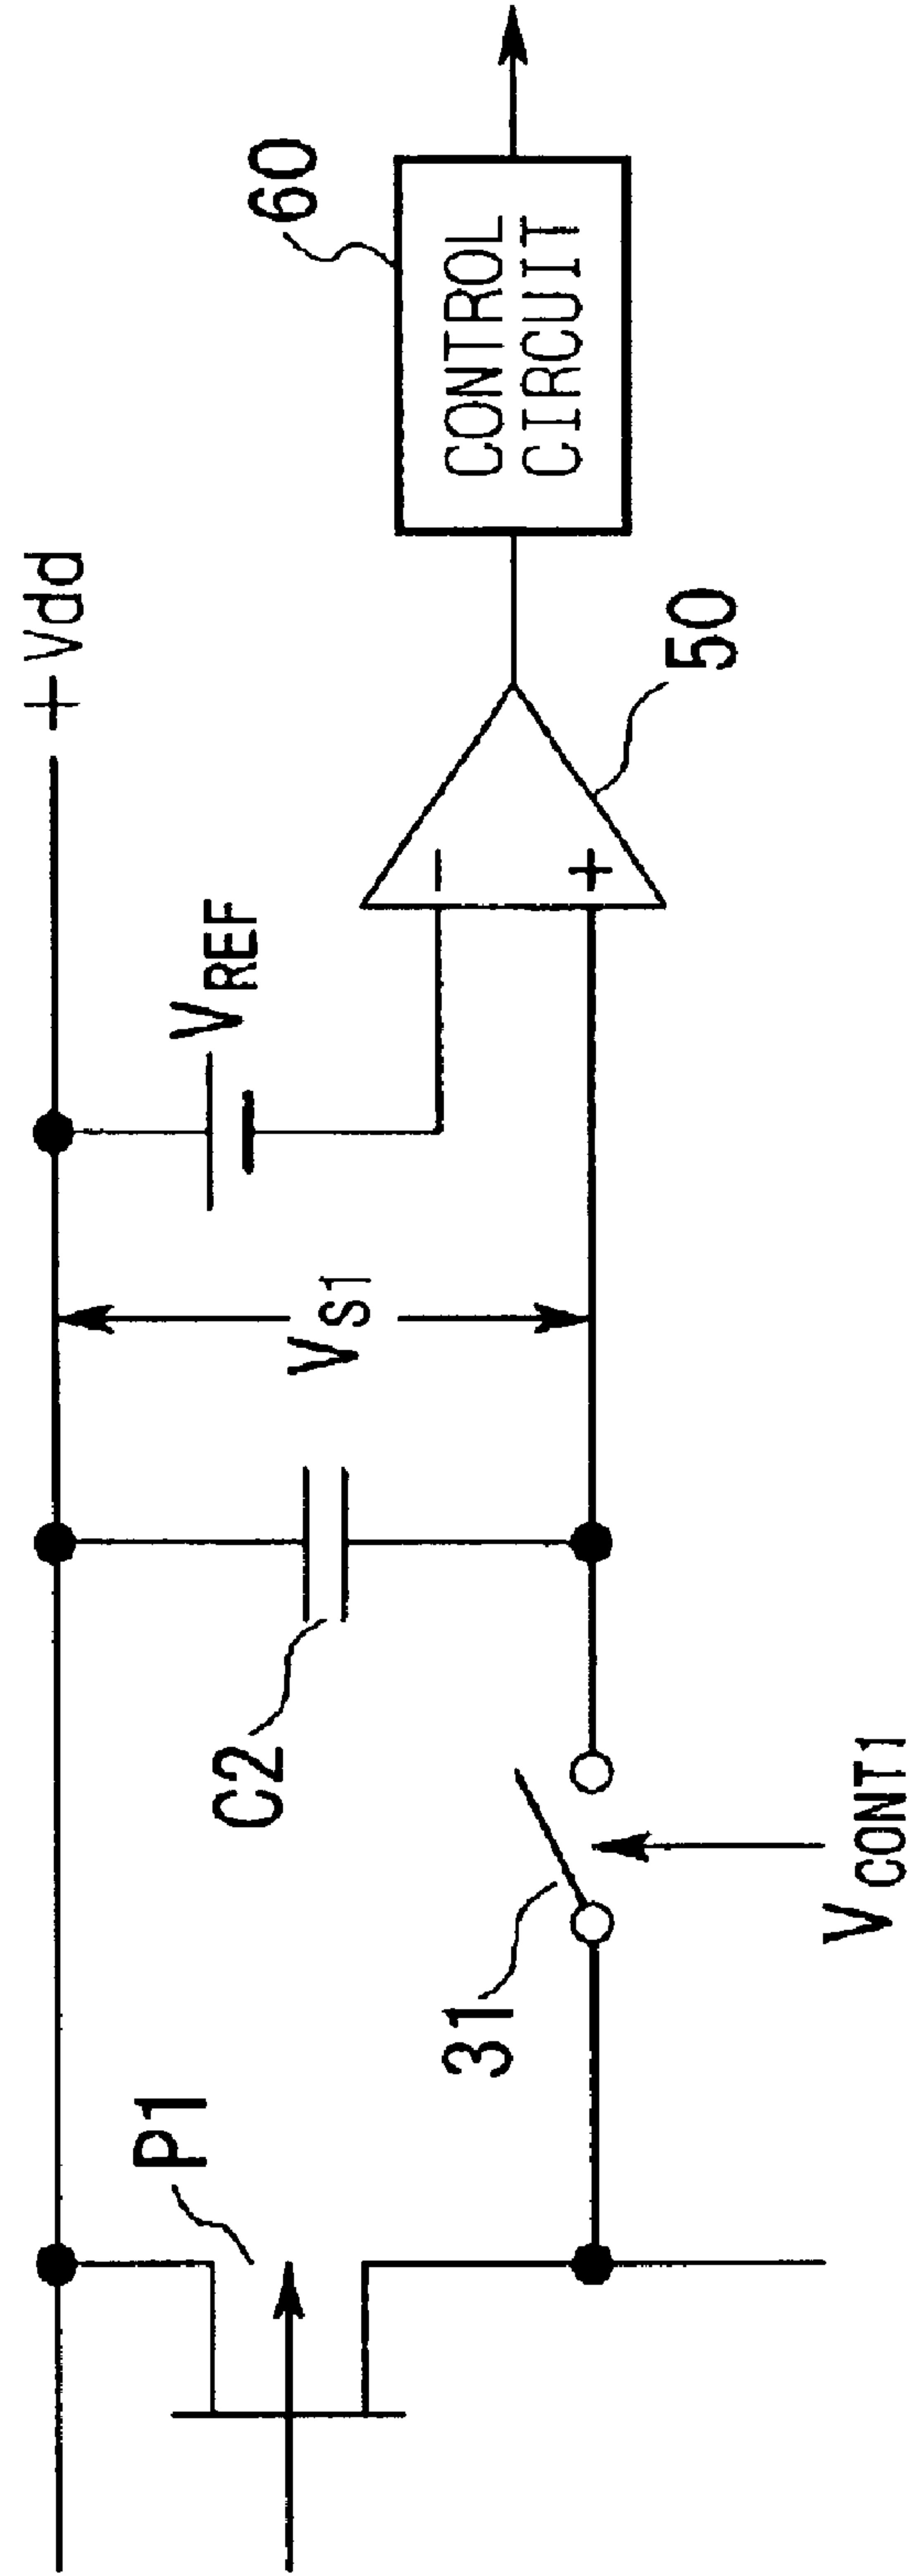 +Vdd
60
CONTROL
CIRCUIT
VREF
−
+
50
VS1
C2
31
VCONT1
P1